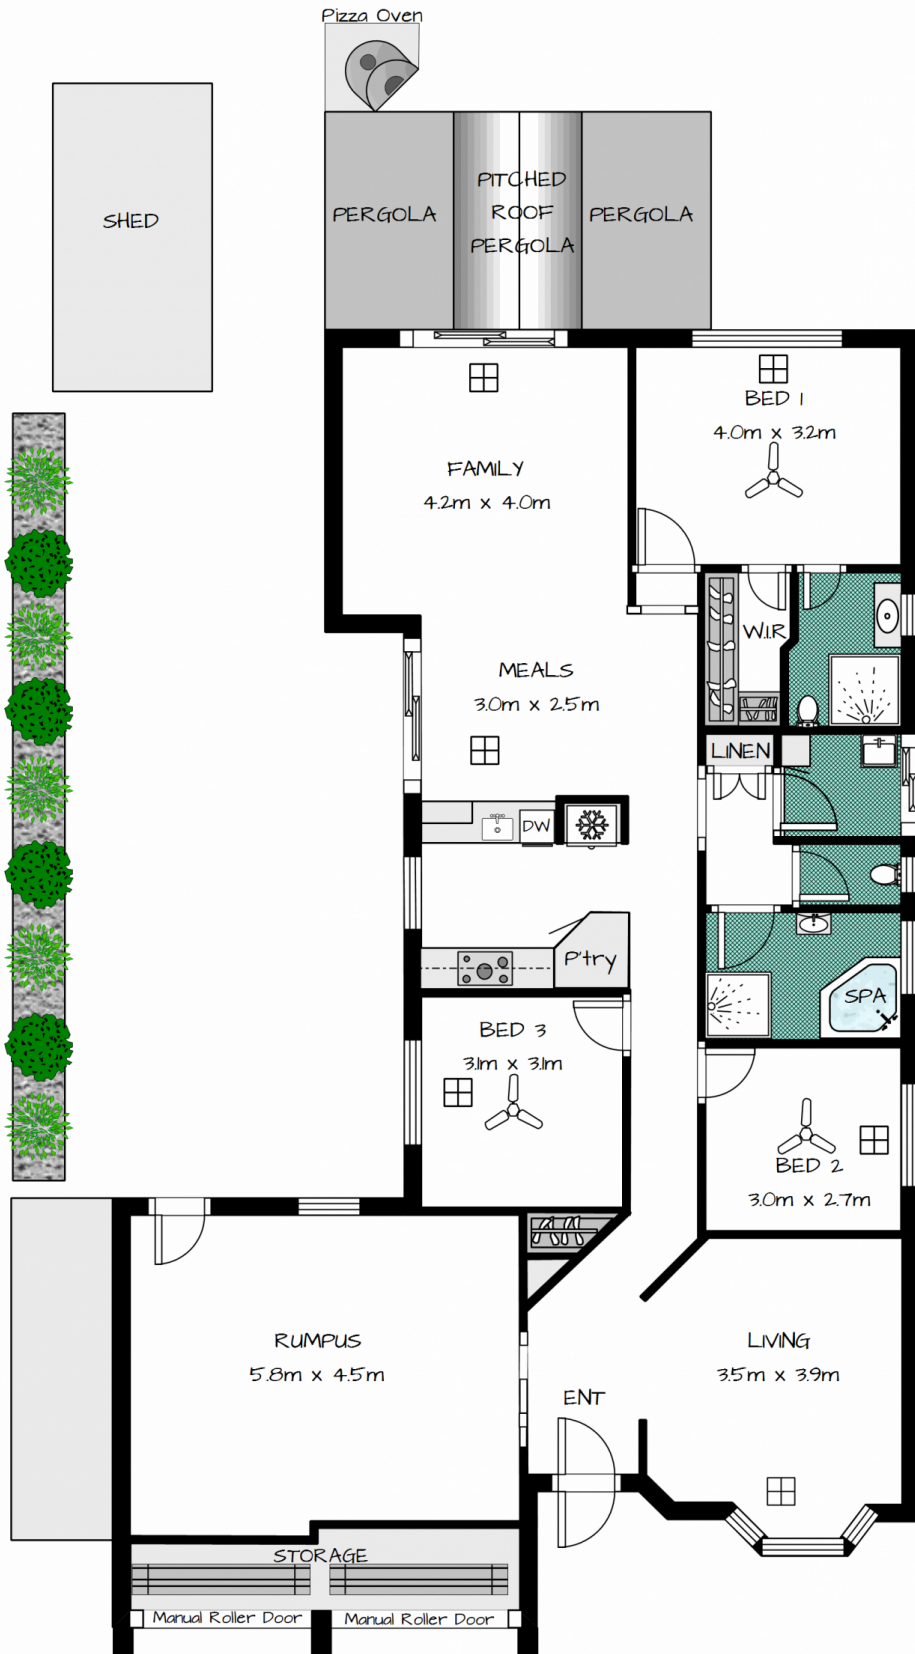 Pizza Oven
SHED
PERGOLA
PITCHED
ROOF
PERGOLA
PERGOLA
BED 1
4.0m x 3.2m
FAMILY
4.2m x 4.0m
W.I.R
MEALS
3.0m x 2.5m
LINEN
DW
P'try
SPA
BED 3
3.1m x 3.1m
BED 2
3.0m x 2.7m
RUMPUS
5.8m x 4.5m
LIVING
3.5m x 3.9m
ENT
STORAGE
Manual Roller Door
Manual Roller Door